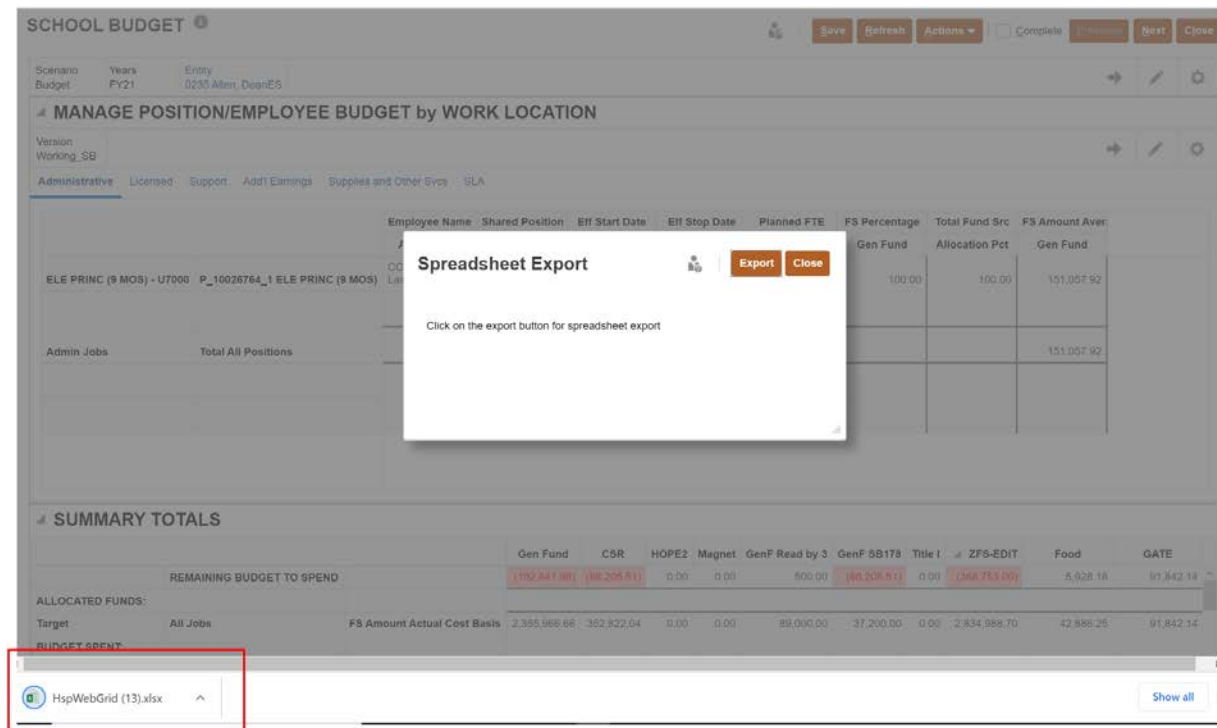 SCHOOL BUDGET
Save Refresh Actions Complete Next Close
Scenario Years Entity
Budget FY21 0235 Allen, DeanES
MANAGE POSITION/EMPLOYEE BUDGET by WORK LOCATION
Version
Working_SB
Administrative Licensed Support Add'l Earnings Supplies and Other Svcs SLA
Employee Name Shared Position Eff Start Date Eff Stop Date Planned FTE FS Percentage Total Fund Src FS Amount Aver
Gen Fund Allocation Pct Gen Fund
Spreadsheet Export Export Close
ELE PRINC (9 MOS) - U7000 P_10026764_1 ELE PRINC (9 MOS) 100.00 100.00 151,057.92
Click on the export button for spreadsheet export
Admin Jobs Total All Positions 151,057.92
SUMMARY TOTALS
Gen Fund CSR HOPE2 Magnet GenF Read by 3 GenF SB178 Title I ZFS-EDIT Food GATE
REMAINING BUDGET TO SPEND 0.00 0.00 600.00 0.00 5,928.18 91,842.14
ALLOCATED FUNDS:
Target All Jobs FS Amount Actual Cost Basis 352,822.04 0.00 0.00 89,000.00 37,200.00 0.00 2,834,988.70 42,886.25 91,842.14
BUDGET SPENT:
HspWebGrid (13).xlsx
Show all